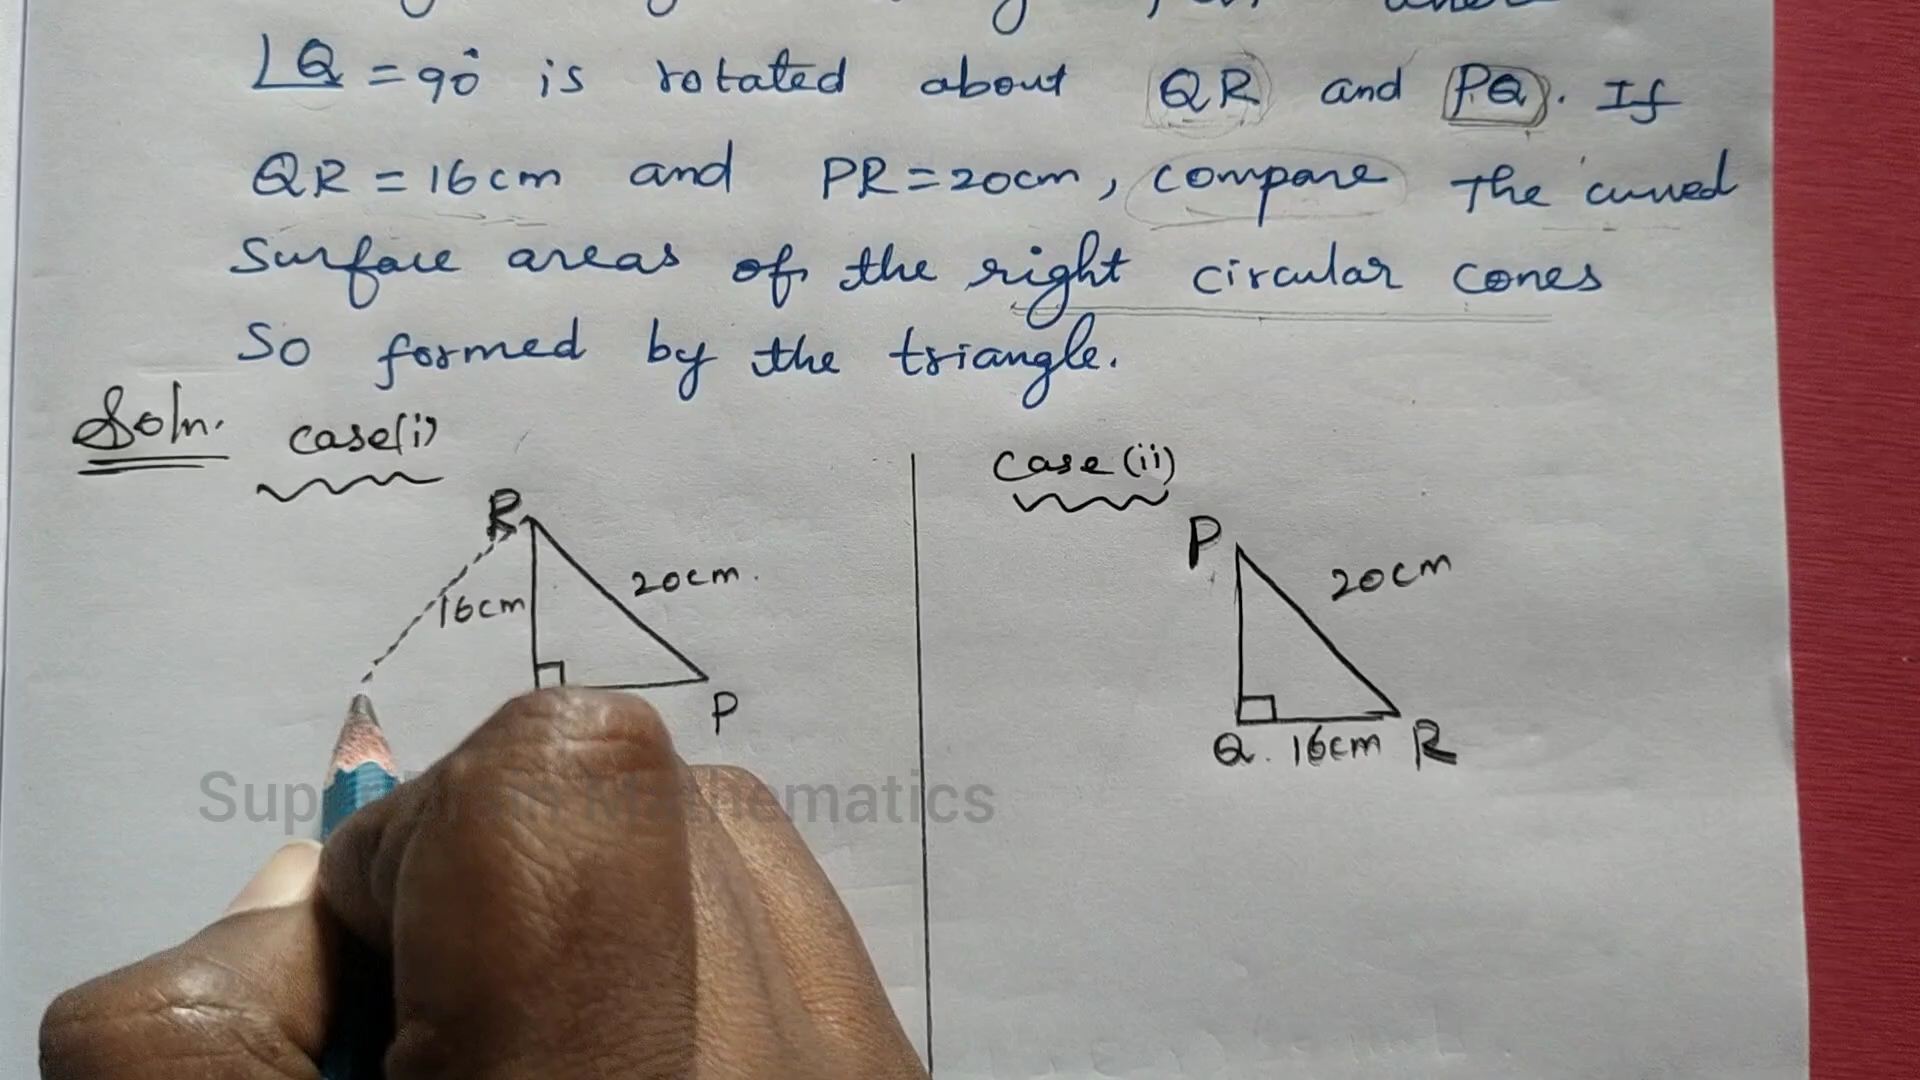 ∠Q = 90° is rotated about QR and PQ. If
QR = 16cm and PR = 20cm, compare the curved
surface areas of the right circular cones
So formed by the triangle.
Soln. case(i)
case (ii)
R
P
20cm.
20cm
16cm
P
Q. 16cm R
Mathematics